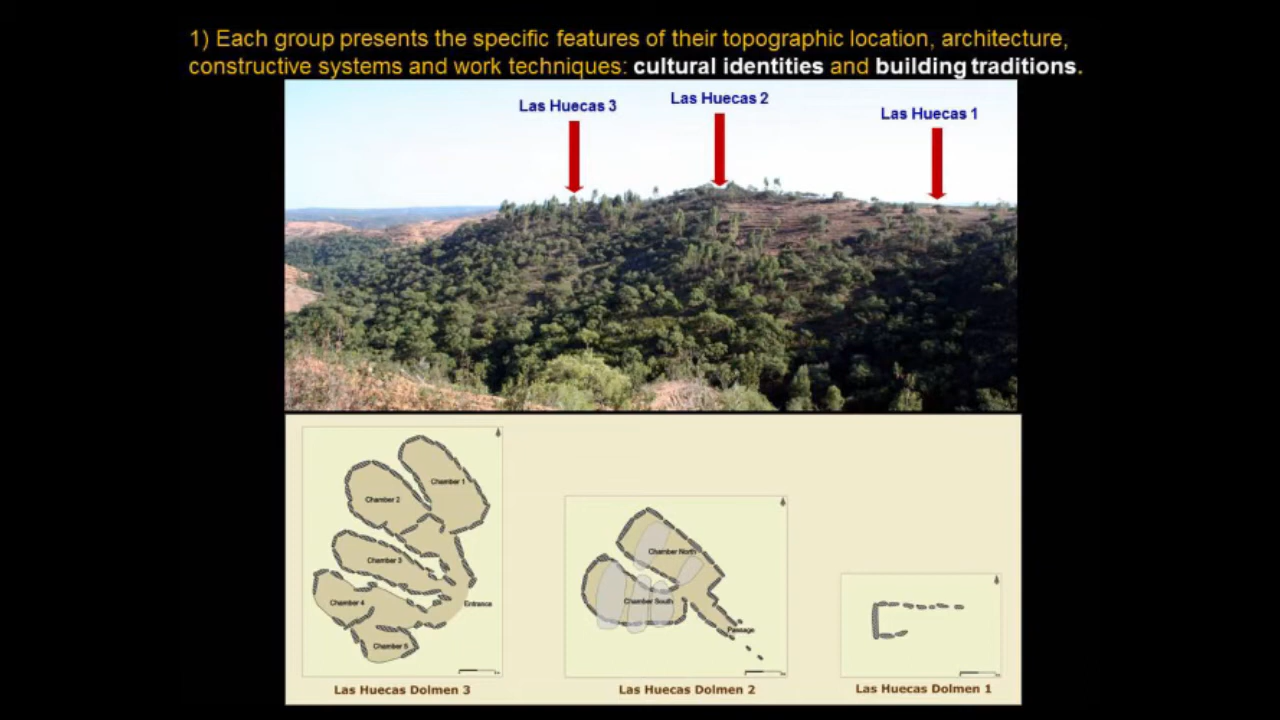 1) Each group presents the specific features of their topographic location, architecture,
constructive systems and work techniques: cultural identities and building traditions.
Las Huecas 3
Las Huecas 2
Las Huecas 1
Chamber 1
Chamber 2
Chamber 3
Chamber 4
Chamber 5
Entrance
Las Huecas Dolmen 3
Chamber North
Chamber South
Passage
Las Huecas Dolmen 2
Las Huecas Dolmen 1